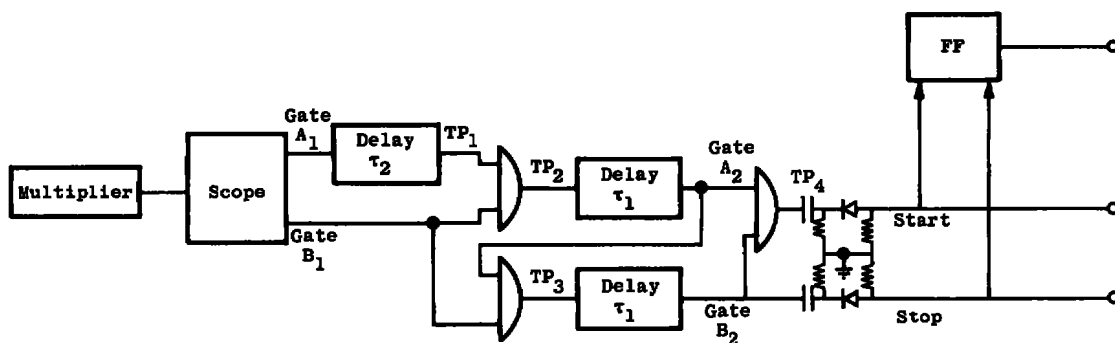 FF
Gate
A₁
Delay
τ₂
TP₁
Multiplier
Scope
TP₂
Delay
τ₁
Gate
A₂
TP₄
Start
Gate
B₁
TP₃
Delay
τ₁
Gate
B₂
Stop